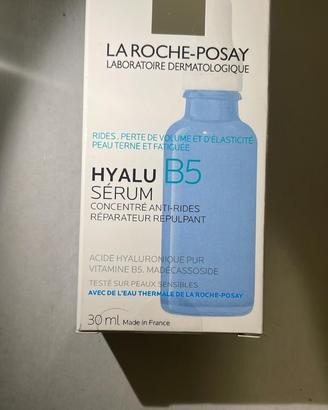 LA ROCHE-POSAY
LABORATOIRE DERMATOLOGIQUE
RIDES, PERTE DE VOLUME ET D'ÉLASTICITÉ
PEAU TERNE ET FATIGUÉE
HYALU B5
SÉRUM
CONCENTRÉ ANTI-RIDES
RÉPARATEUR REPULPANT
ACIDE HYALURONIQUE PUR
VITAMINE B5. MADÉCASSOSIDE
TESTÉ SUR PEAUX SENSIBLES
AVEC DE L'EAU THERMALE DE LA ROCHE-POSAY
30 ml Made in France